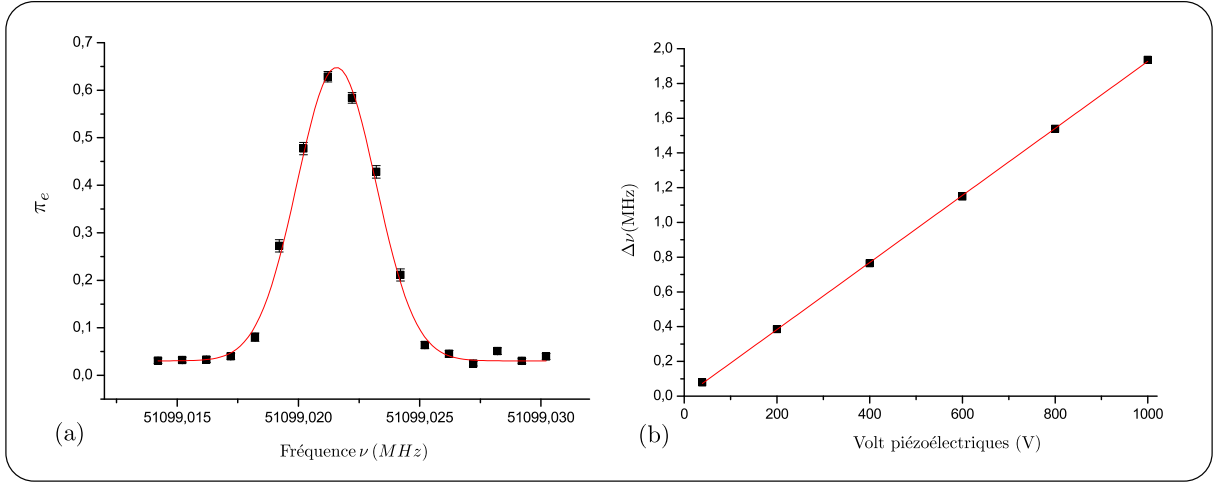 0,7
0,6
0,5
0,4
0,3
0,2
0,1
0,0
π_e
51099,015 51099,020 51099,025 51099,030
Fréquence ν (MHz)
(a)
2,0
1,8
1,6
1,4
1,2
1,0
0,8
0,6
0,4
0,2
0,0
Δν(MHz)
0 200 400 600 800 1000
Volt piézoélectriques (V)
(b)